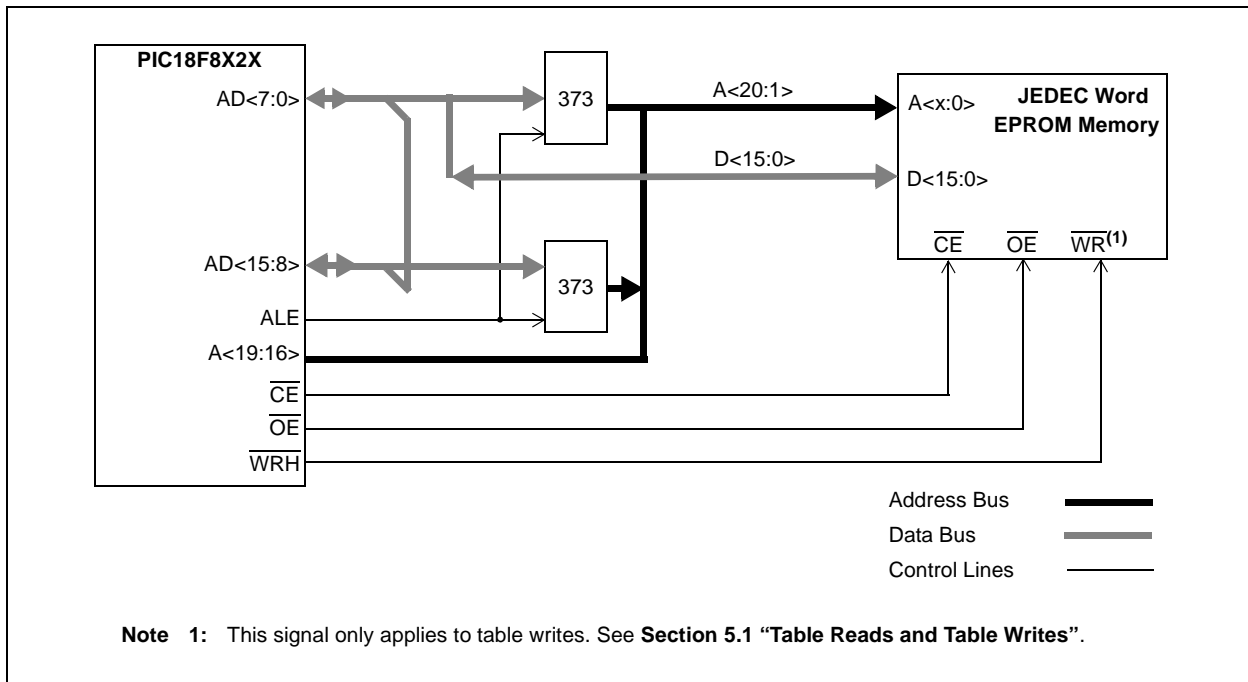 PIC18F8X2X
AD<7:0>
373
A<20:1>
A<x:0>
JEDEC Word
EPROM Memory
D<15:0>
D<15:0>
CE
OE
WR(1)
AD<15:8>
373
ALE
A<19:16>
CE
OE
WRH
Address Bus
Data Bus
Control Lines
Note 1: This signal only applies to table writes. See Section 5.1 “Table Reads and Table Writes”.